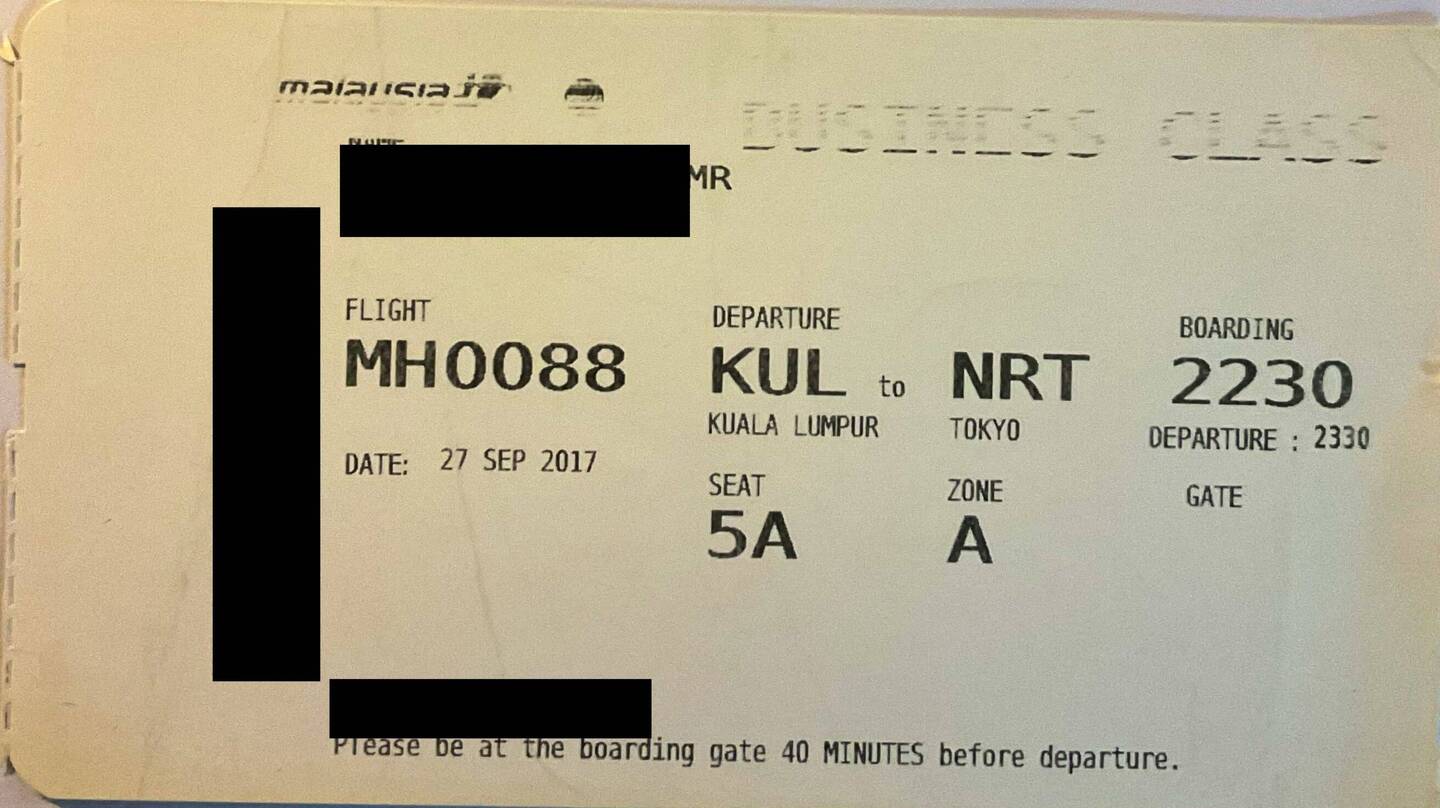 malaysia
BUSINESS CLASS
NAME
MR
FLIGHT
MH0088
DATE: 27 SEP 2017
DEPARTURE
KUL to NRT
KUALA LUMPUR TOKYO
BOARDING
2230
DEPARTURE : 2330
SEAT
5A
ZONE
A
GATE
Please be at the boarding gate 40 MINUTES before departure.